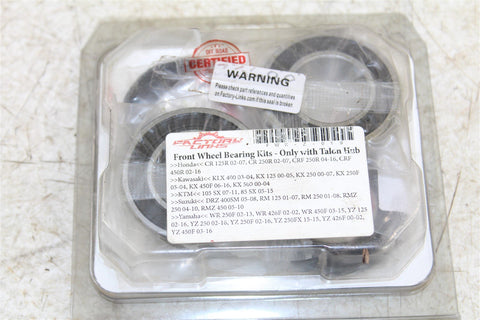 OFF ROAD
CERTIFIED
WARNING
Please check part references and quantities
on Factory-Links.com if this seal is broken
FACTORY
LINKS
Front Wheel Bearing Kits - Only with Talon Hub
>>Honda<< CR 125R 02-07, CR 250R 02-07, CRF 250R 04-16, CRF
450R 02-16
>>Kawasaki<< KLX 400 03-04, KX 125 00-05, KX 250 00-07, KX 250F
05-04, KX 450F 06-16, KX 500 00-04
>>KTM<< 105 SX 07-11, 85 SX 05-15
>>Suzuki<< DRZ 400SM 05-08, RM 125 01-07, RM 250 01-08, RMZ
250 04-10, RMZ 450 05-10
>>Yamaha<< WR 250F 02-13, WR 426F 02-02, WR 450F 03-15, YZ 125
02-16, YZ 250 02-16, YZ 250F 02-16, YZ 250FX 15-15, YZ 426F 00-02,
YZ 450F 03-16